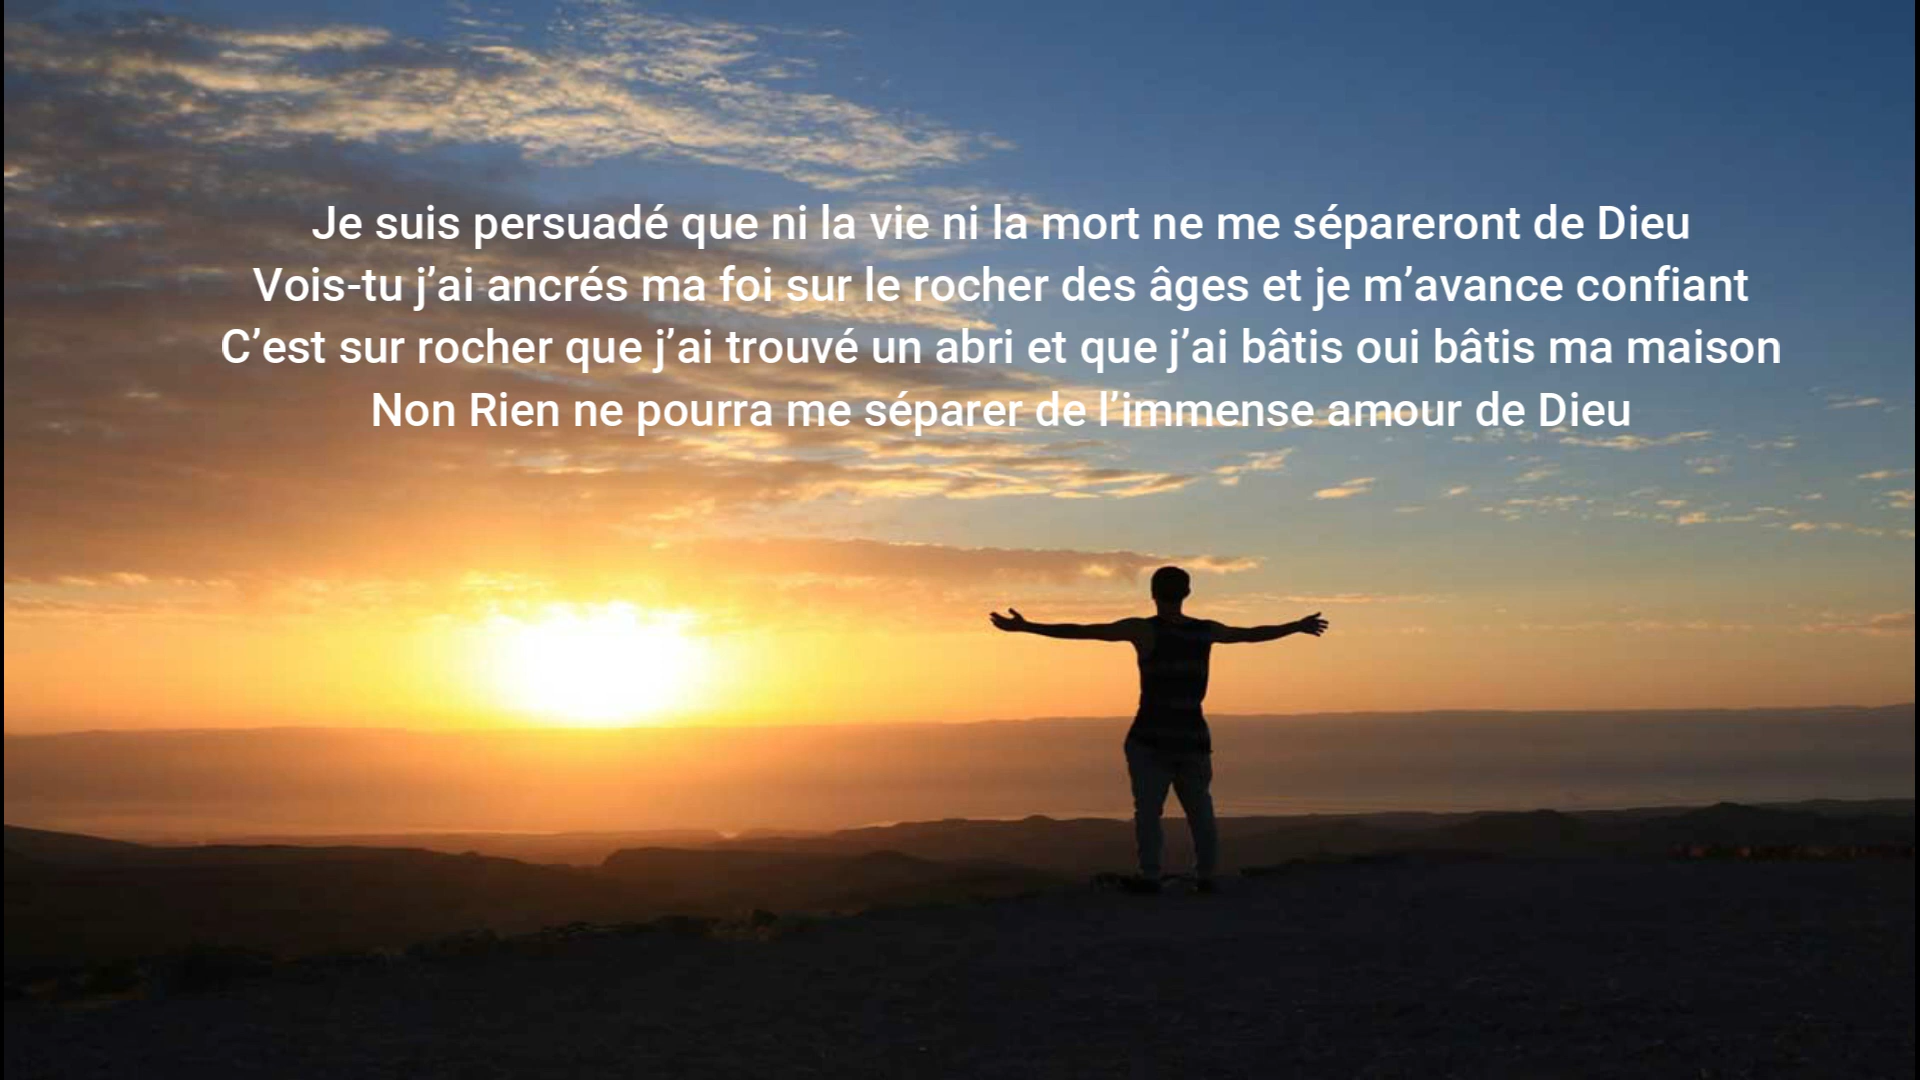 Je suis persuadé que ni la vie ni la mort ne me sépareront de Dieu
Vois-tu j’ai ancrés ma foi sur le rocher des âges et je m’avance confiant
C’est sur rocher que j’ai trouvé un abri et que j’ai bâtis oui bâtis ma maison
Non Rien ne pourra me séparer de l’immense amour de Dieu